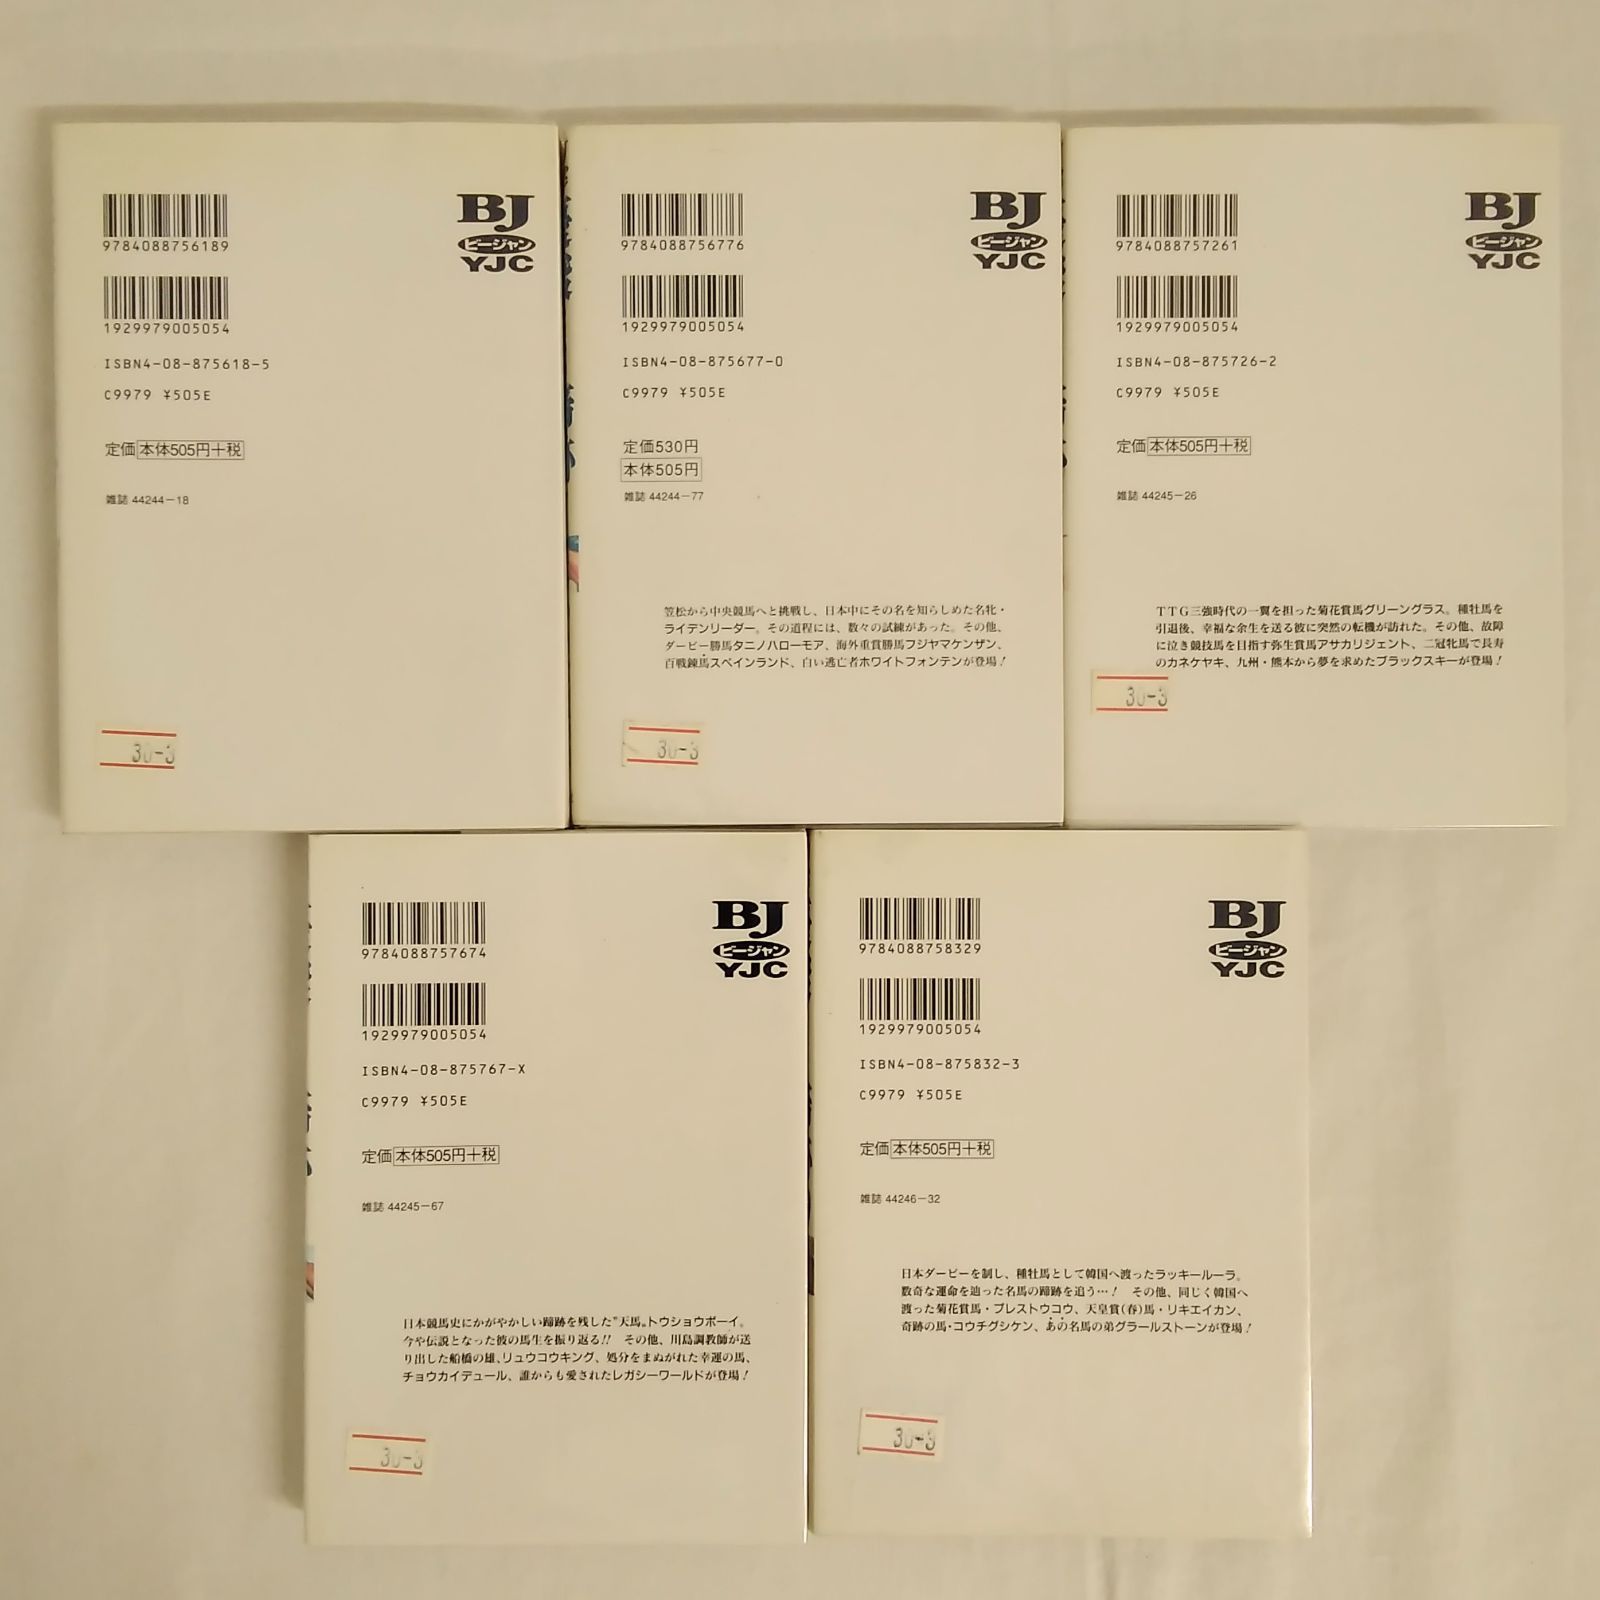 9784088756189
BJ
ビージャン
YJC
1929979005054
ISBN4-08-875618-5
C9979 ¥505E
定価 本体505円+税
雑誌 44244-18
30-3
9784088756776
BJ
ビージャン
YJC
1929979005054
ISBN4-08-875677-0
C9979 ¥505E
定価530円
本体505円
雑誌 44244-77
笠松から中央競馬へと挑戦し、日本中にその名を知らしめた名牝・
ライデンリーダー。その道程には、数々の試練があった。その他、
ダービー勝馬タニノハローモア、海外重賞勝馬フジヤマケンザン、
百戦錬馬スペインランド、白い逃亡者ホワイトフォンテンが登場!
30-3
9784088757261
BJ
ビージャン
YJC
1929979005054
ISBN4-08-875726-2
C9979 ¥505E
定価 本体505円+税
雑誌 44245-26
TTG三強時代の一翼を担った菊花賞馬グリーングラス。種牡馬を
引退後、幸福な余生を送る彼に突然の転機が訪れた。その他、故障
に泣き競技馬を目指す弥生賞馬アサカリジェント、二冠牝馬で長寿
のカネケヤキ、九州・熊本から夢を求めたブラックスキーが登場!
30-3
9784088757674
BJ
ビージャン
YJC
1929979005054
ISBN4-08-875767-X
C9979 ¥505E
定価 本体505円+税
雑誌 44245-67
日本競馬史にかがやかしい蹄跡を残した"天馬"トウショウボーイ。
今や伝説となった彼の馬生を振り返る!! その他、川島調教師が送
り出した船橋の雄、リュウコウキング、処分をまぬがれた幸運の馬、
チョウカイデュール、誰からも愛されたレガシーワールドが登場!
30-3
9784088758329
BJ
ビージャン
YJC
1929979005054
ISBN4-08-875832-3
C9979 ¥505E
定価 本体505円+税
雑誌 44246-32
日本ダービーを制し、種牡馬として韓国へ渡ったラッキールーラ。
数奇な運命を辿った名馬の蹄跡を追う…! その他、同じく韓国へ
渡った菊花賞馬・プレストウコウ、天皇賞(春)馬・リキエイカン、
奇跡の馬・コウチグシケン、あの名馬の弟グラールストーンが登場!
30-3